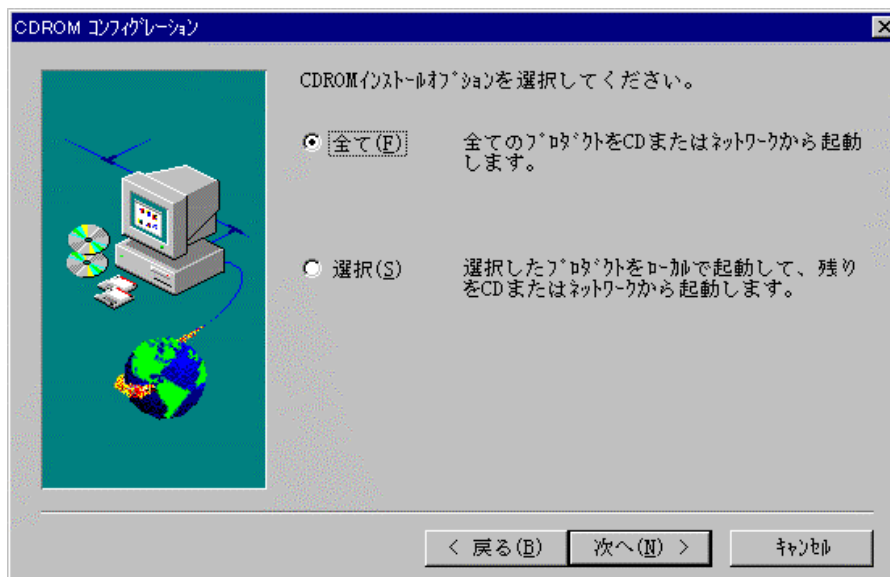 CDROM ｺﾝﾌｨｸﾞﾚｰｼｮﾝ
CDROMｲﾝｽﾄｰﾙｵﾌﾟｼｮﾝを選択してください。
全て(F)
全てのﾌﾟﾛﾀﾞｸﾄをCDまたはﾈｯﾄﾜｰｸから起動
します。
選択(S)
選択したﾌﾟﾛﾀﾞｸﾄをﾛｰｶﾙで起動して、残り
をCDまたはﾈｯﾄﾜｰｸから起動します。
< 戻る(B)
次へ(N) >
ｷｬﾝｾﾙ